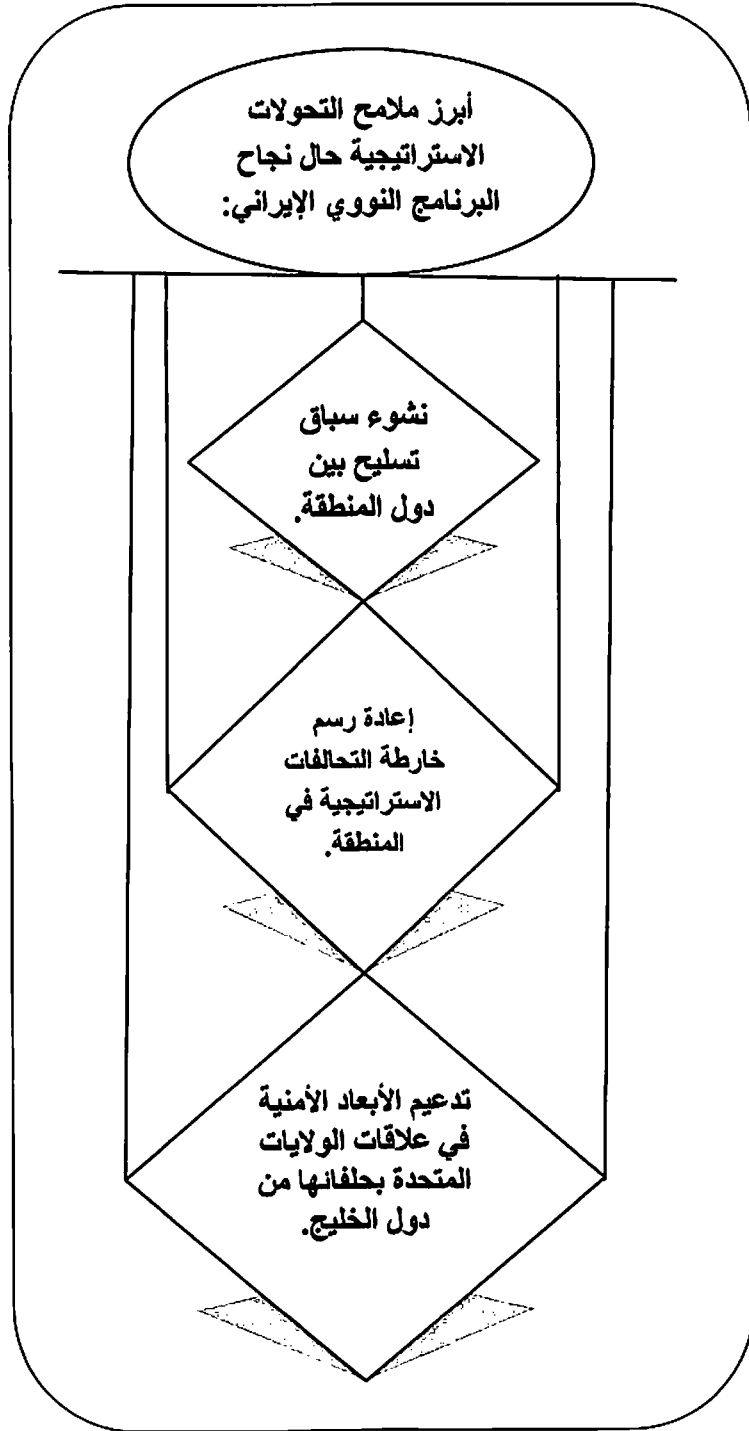 أبرز ملامح التحولات
الاستراتيجية حال نجاح
البرنامج النووي الإيراني:
نشوء سباق
تسليح بين
دول المنطقة.
إعادة رسم
خارطة التحالفات
الاستراتيجية في
المنطقة.
تدعيم الأبعاد الأمنية
في علاقات الولايات
المتحدة بحلفائها من
دول الخليج.